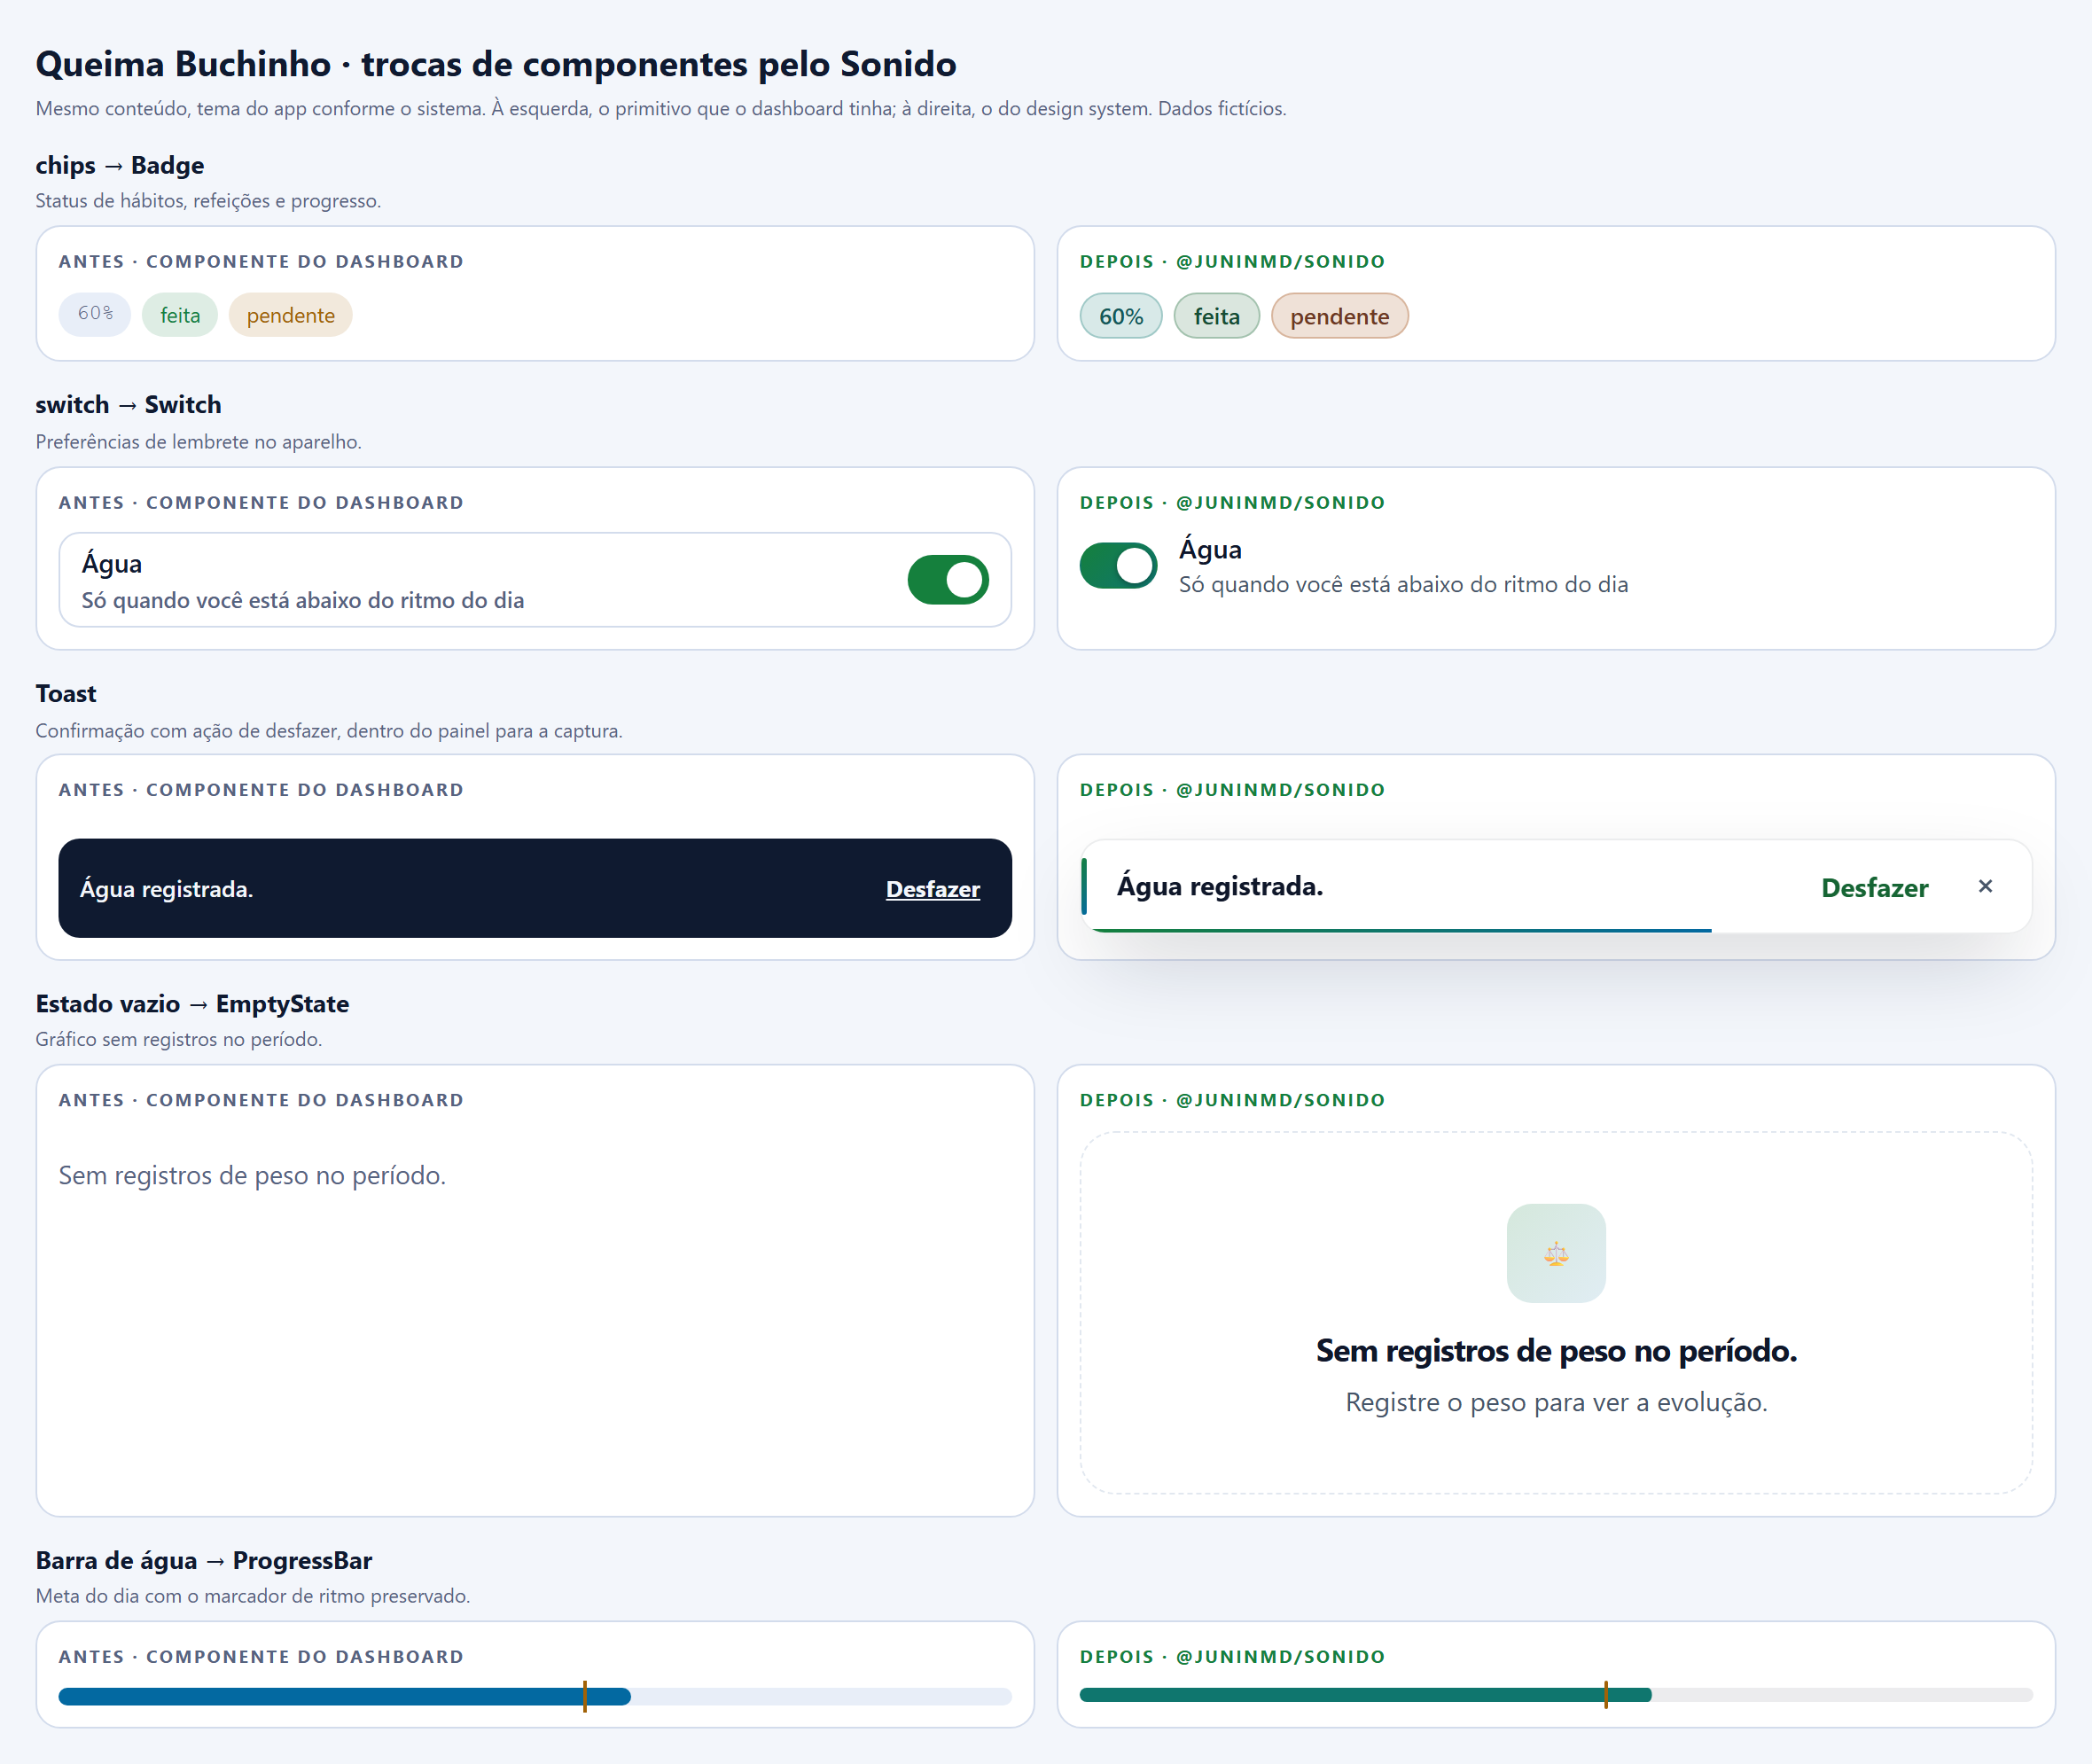 Queima Buchinho · trocas de componentes pelo Sonido
Mesmo conteúdo, tema do app conforme o sistema. À esquerda, o primitivo que o dashboard tinha; à direita, o do design system. Dados fictícios.
chips → Badge
Status de hábitos, refeições e progresso.
ANTES · COMPONENTE DO DASHBOARD
60% feita pendente
DEPOIS · @JUNINMD/SONIDO
60% feita pendente
switch → Switch
Preferências de lembrete no aparelho.
ANTES · COMPONENTE DO DASHBOARD
Água
Só quando você está abaixo do ritmo do dia
DEPOIS · @JUNINMD/SONIDO
Água
Só quando você está abaixo do ritmo do dia
Toast
Confirmação com ação de desfazer, dentro do painel para a captura.
ANTES · COMPONENTE DO DASHBOARD
Água registrada. Desfazer
DEPOIS · @JUNINMD/SONIDO
Água registrada. Desfazer ×
Estado vazio → EmptyState
Gráfico sem registros no período.
ANTES · COMPONENTE DO DASHBOARD
Sem registros de peso no período.
DEPOIS · @JUNINMD/SONIDO
Sem registros de peso no período.
Registre o peso para ver a evolução.
Barra de água → ProgressBar
Meta do dia com o marcador de ritmo preservado.
ANTES · COMPONENTE DO DASHBOARD
DEPOIS · @JUNINMD/SONIDO